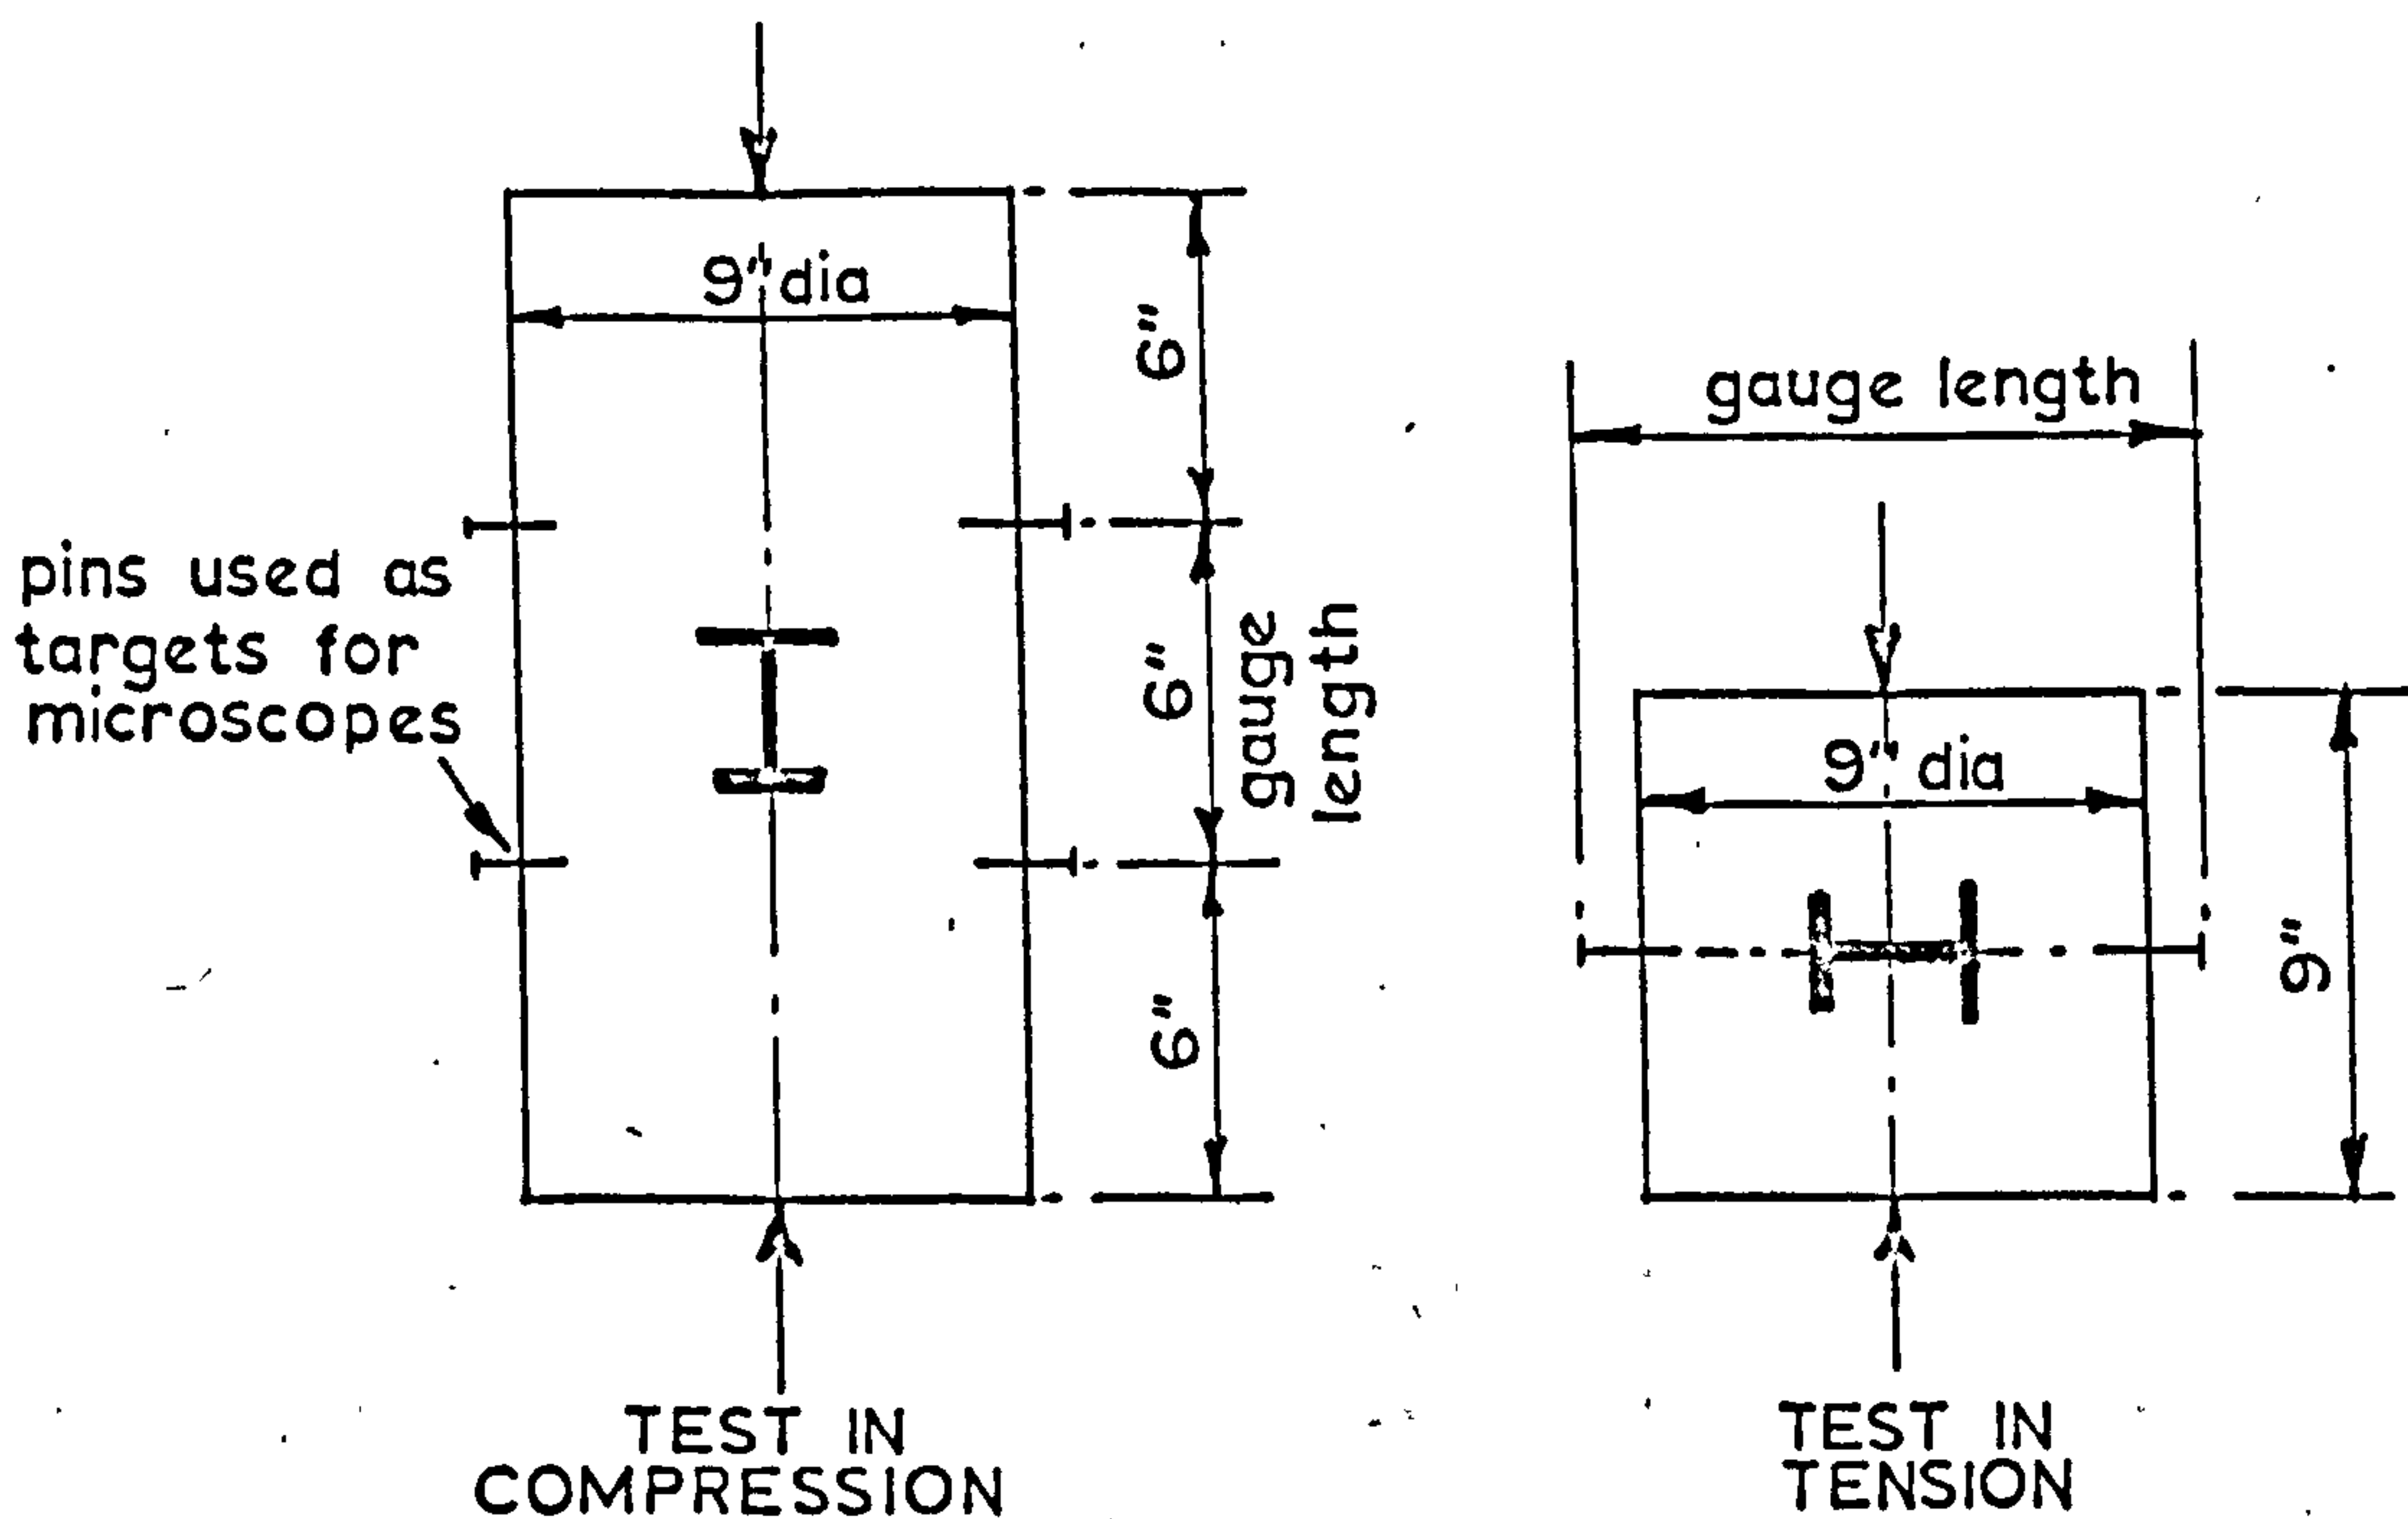 9" dia
6"
pins used as
targets for
microscopes
6"
gauge
length
6"
TEST IN
COMPRESSION
gauge length
9" dia
9"
TEST IN
TENSION